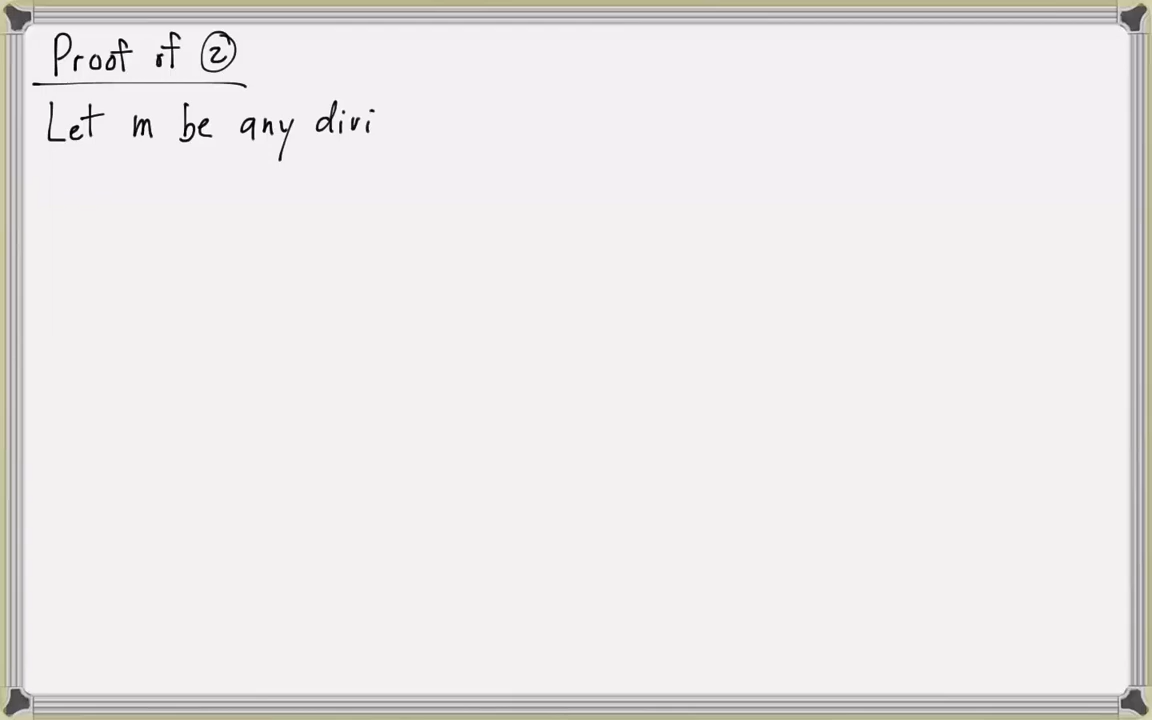 Proof of ②
Let m be any divi